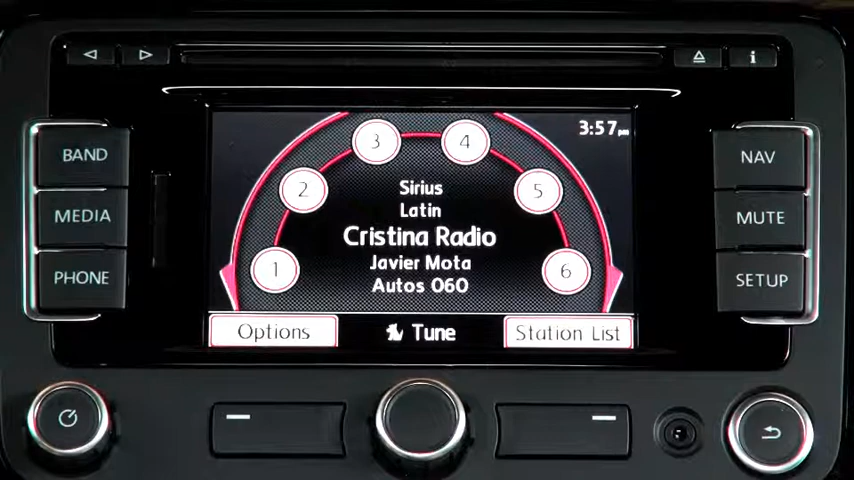 BAND
MEDIA
PHONE
3:57pm
1
2
3
4
5
6
Sirius
Latin
Cristina Radio
Javier Mota
Autos 060
Options
Tune
Station List
i
NAV
MUTE
SETUP